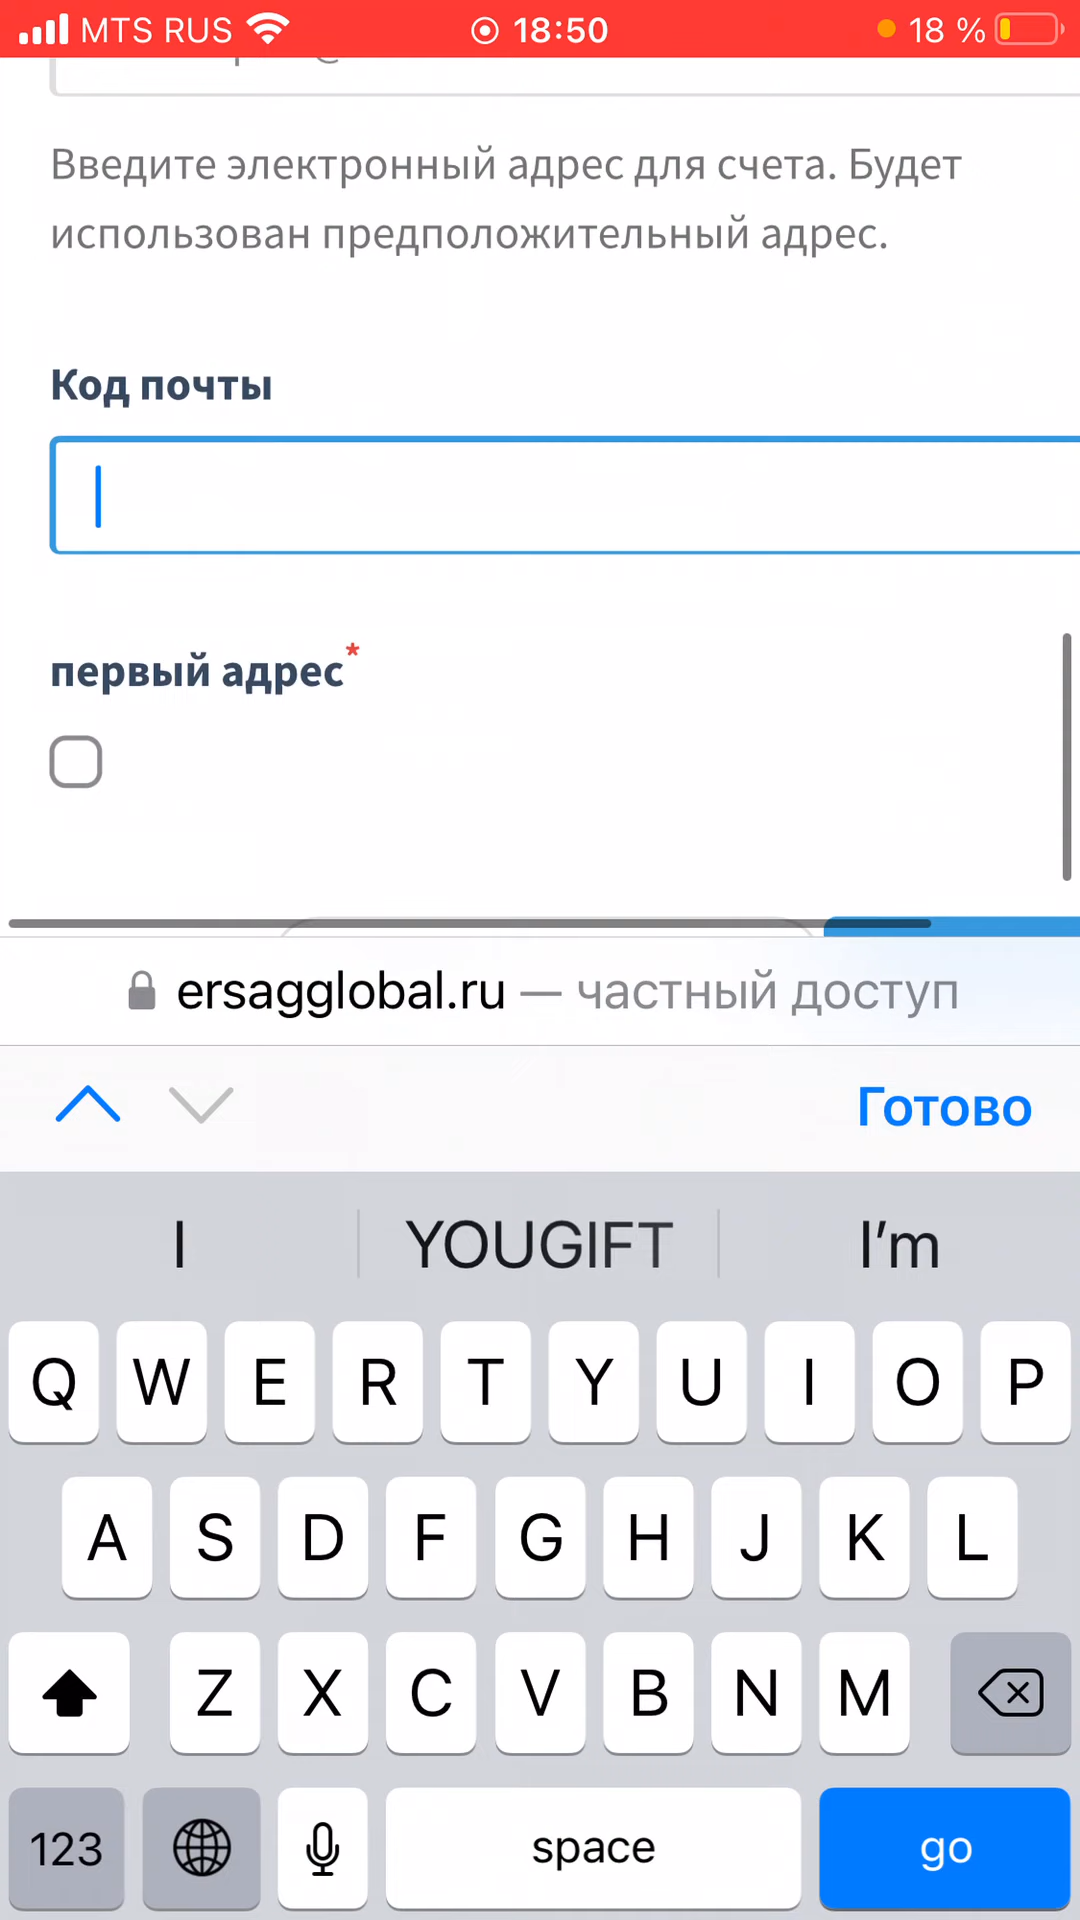 MTS RUS 18:50 18 %
Введите электронный адрес для счета. Будет
использован предположительный адрес.
Код почты
первый адрес*
ersagglobal.ru — частный доступ
Готово
I YOUGIFT I’m
Q W E R T Y U I O P
A S D F G H J K L
Z X C V B N M
123 space go